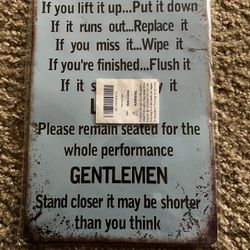 If you lift it up...Put it down
If it runs out...Replace it
If you miss it...Wipe it
If you're finished...Flush it
If it s y it
L
Please remain seated for the
whole performance
GENTLEMEN
Stand closer it may be shorter
than you think